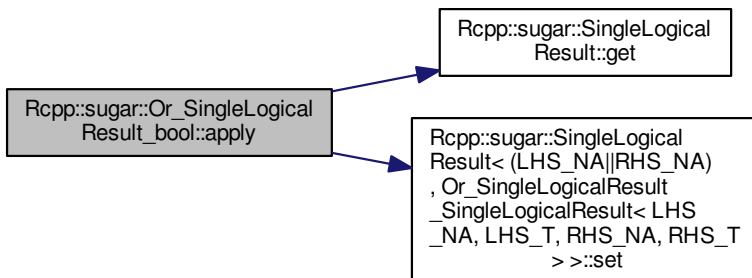 Rcpp::sugar::Or_SingleLogical
Result_bool::apply
Rcpp::sugar::SingleLogical
Result::get
Rcpp::sugar::SingleLogical
Result< (LHS_NA||RHS_NA)
, Or_SingleLogicalResult
_SingleLogicalResult< LHS
_NA, LHS_T, RHS_NA, RHS_T
> >::set